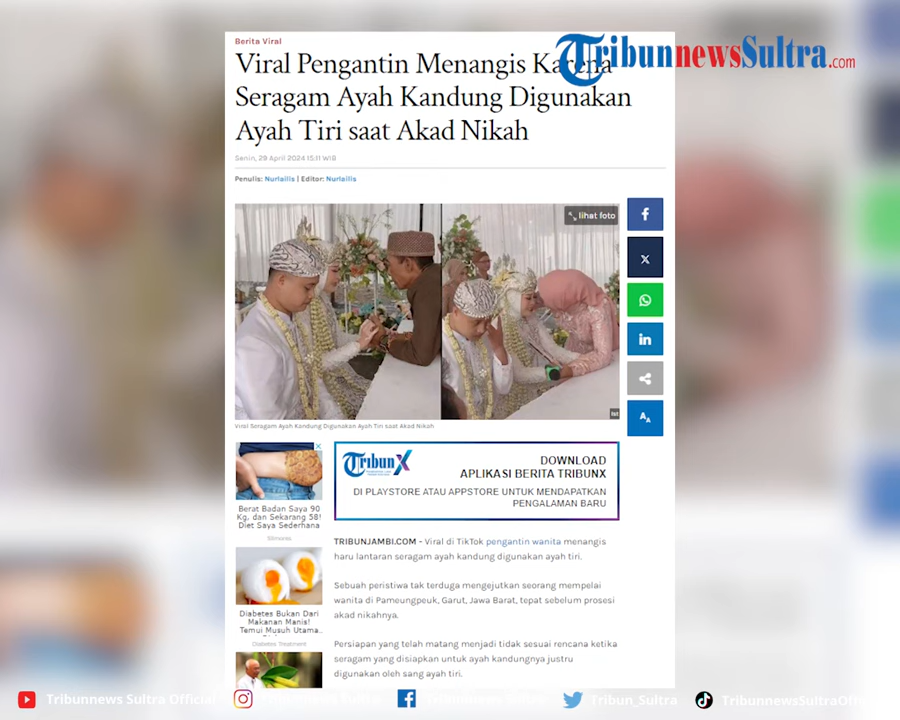 Berita Viral
TribunnewsSultra.com
Viral Pengantin Menangis Karena
Seragam Ayah Kandung Digunakan
Ayah Tiri saat Akad Nikah
Senin, 29 April 2024 15:11 WIB
Penulis: Nurlailis | Editor: Nurlailis
lihat foto
Viral Seragam Ayah Kandung Digunakan Ayah Tiri saat Akad Nikah
Berat Badan Saya 90
Kg, dan Sekarang 58!
Diet Saya Sederhana
Slimorex
Diabetes Bukan Dari
Makanan Manis!
Temui Musuh Utama..
Diabetes Treatment
TribunX
DOWNLOAD
APLIKASI BERITA TRIBUNX
DI PLAYSTORE ATAU APPSTORE UNTUK MENDAPATKAN
PENGALAMAN BARU
TRIBUNJAMBI.COM - Viral di TikTok pengantin wanita menangis
haru lantaran seragam ayah kandung digunakan ayah tiri.
Sebuah peristiwa tak terduga mengejutkan seorang mempelai
wanita di Pameungpeuk, Garut, Jawa Barat, tepat sebelum prosesi
akad nikahnya.
Persiapan yang telah matang menjadi tidak sesuai rencana ketika
seragam yang disiapkan untuk ayah kandungnya justru
digunakan oleh sang ayah tiri.
Tribunnews Sultra Official
Tribun_Sultra
TribunnewsSultraOffi